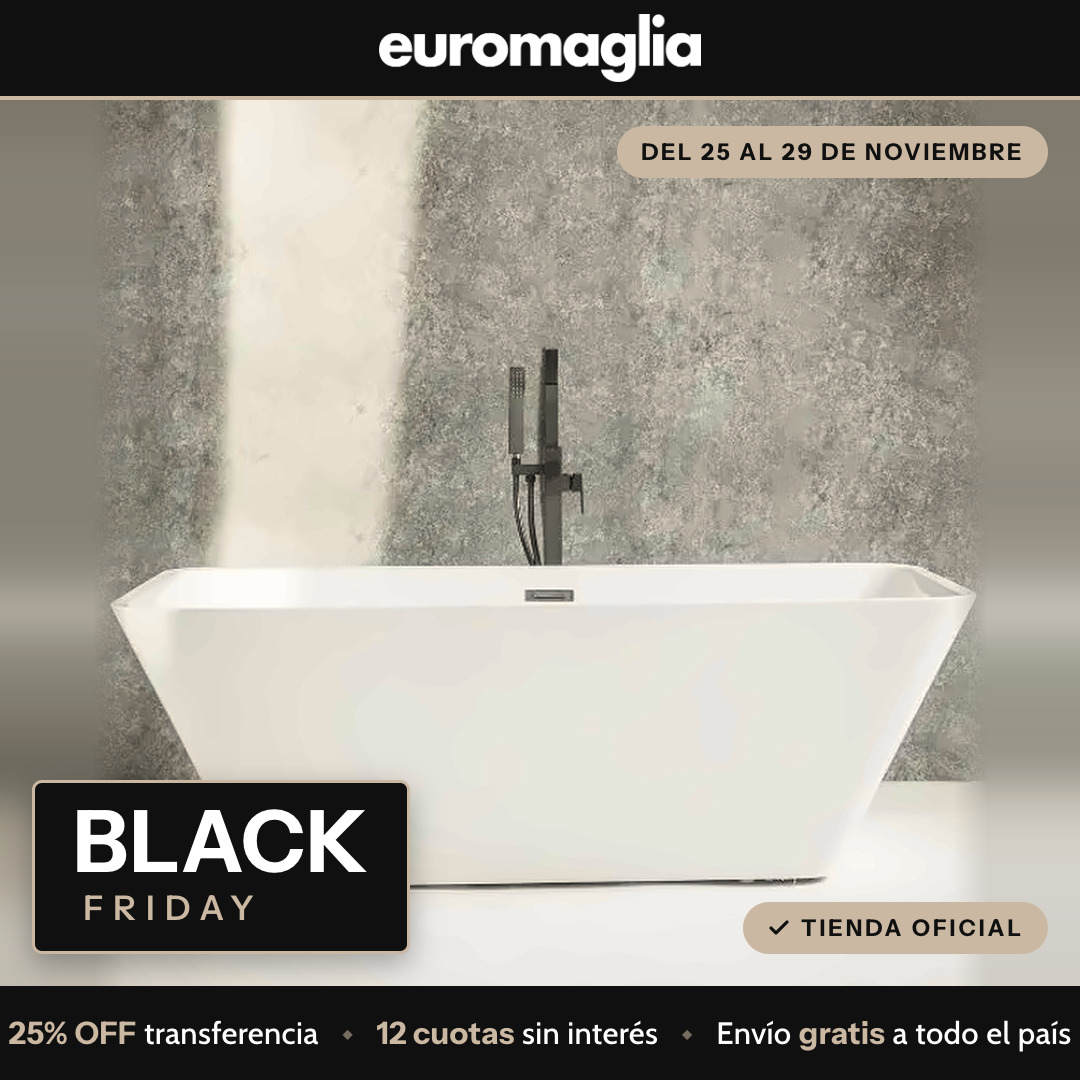 euromaglia
DEL 25 AL 29 DE NOVIEMBRE
BLACK
FRIDAY
TIENDA OFICIAL
25% OFF transferencia ◆ 12 cuotas sin interés ◆ Envío gratis a todo el país